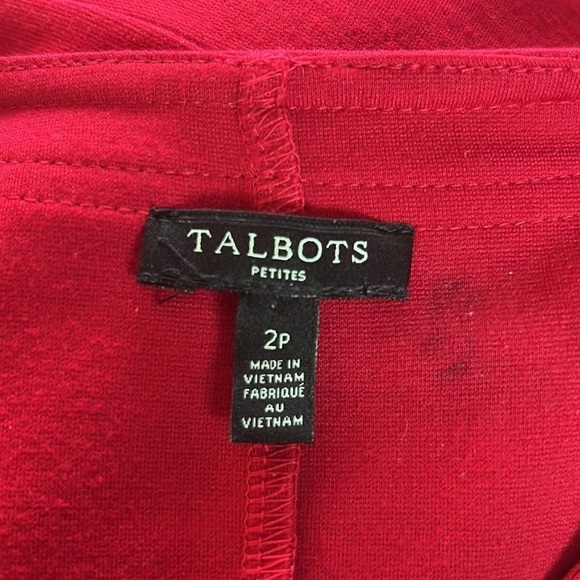 TALBOTS
PETITES
2P
MADE IN
VIETNAM
FABRIQUÉ
AU
VIETNAM